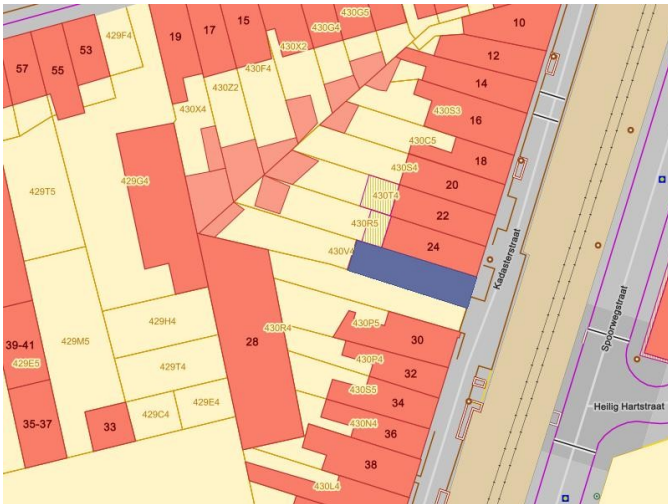 10
15
430G5
430G4
17
19
429F4
430X2
12
53
55
57
430F4
430Z2
14
430X4
430S3
16
430C5
18
430S4
429G4
20
429T5
430T4
22
430R5
24
430V4
Kadasterstraat
Spoorwegstraat
429H4
430P5
430R4
30
28
429M5
39-41
430P4
429E5
429T4
32
430S5
34
Heilig Hartstraat
429E4
429C4
35-37
33
430N4
36
38
430L4